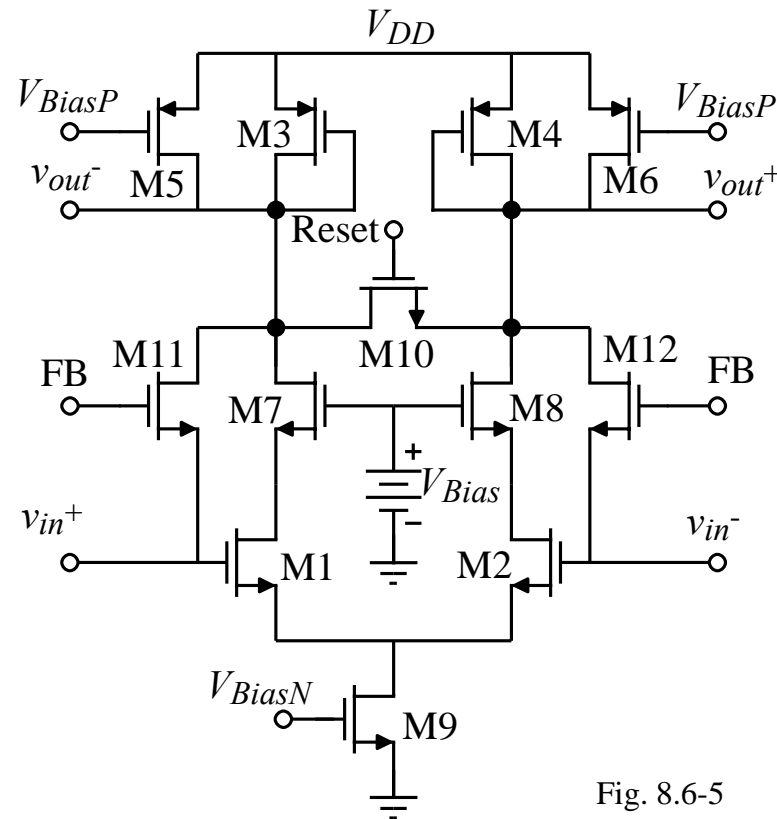 V_DD
V_BiasP
V_BiasP
M3
M4
v_out^-
M5
M6
v_out^+
Reset
M11
M10
M12
FB
FB
M7
M8
+
V_Bias
−
v_in^+
v_in^-
M1
M2
V_BiasN
M9
Fig. 8.6-5